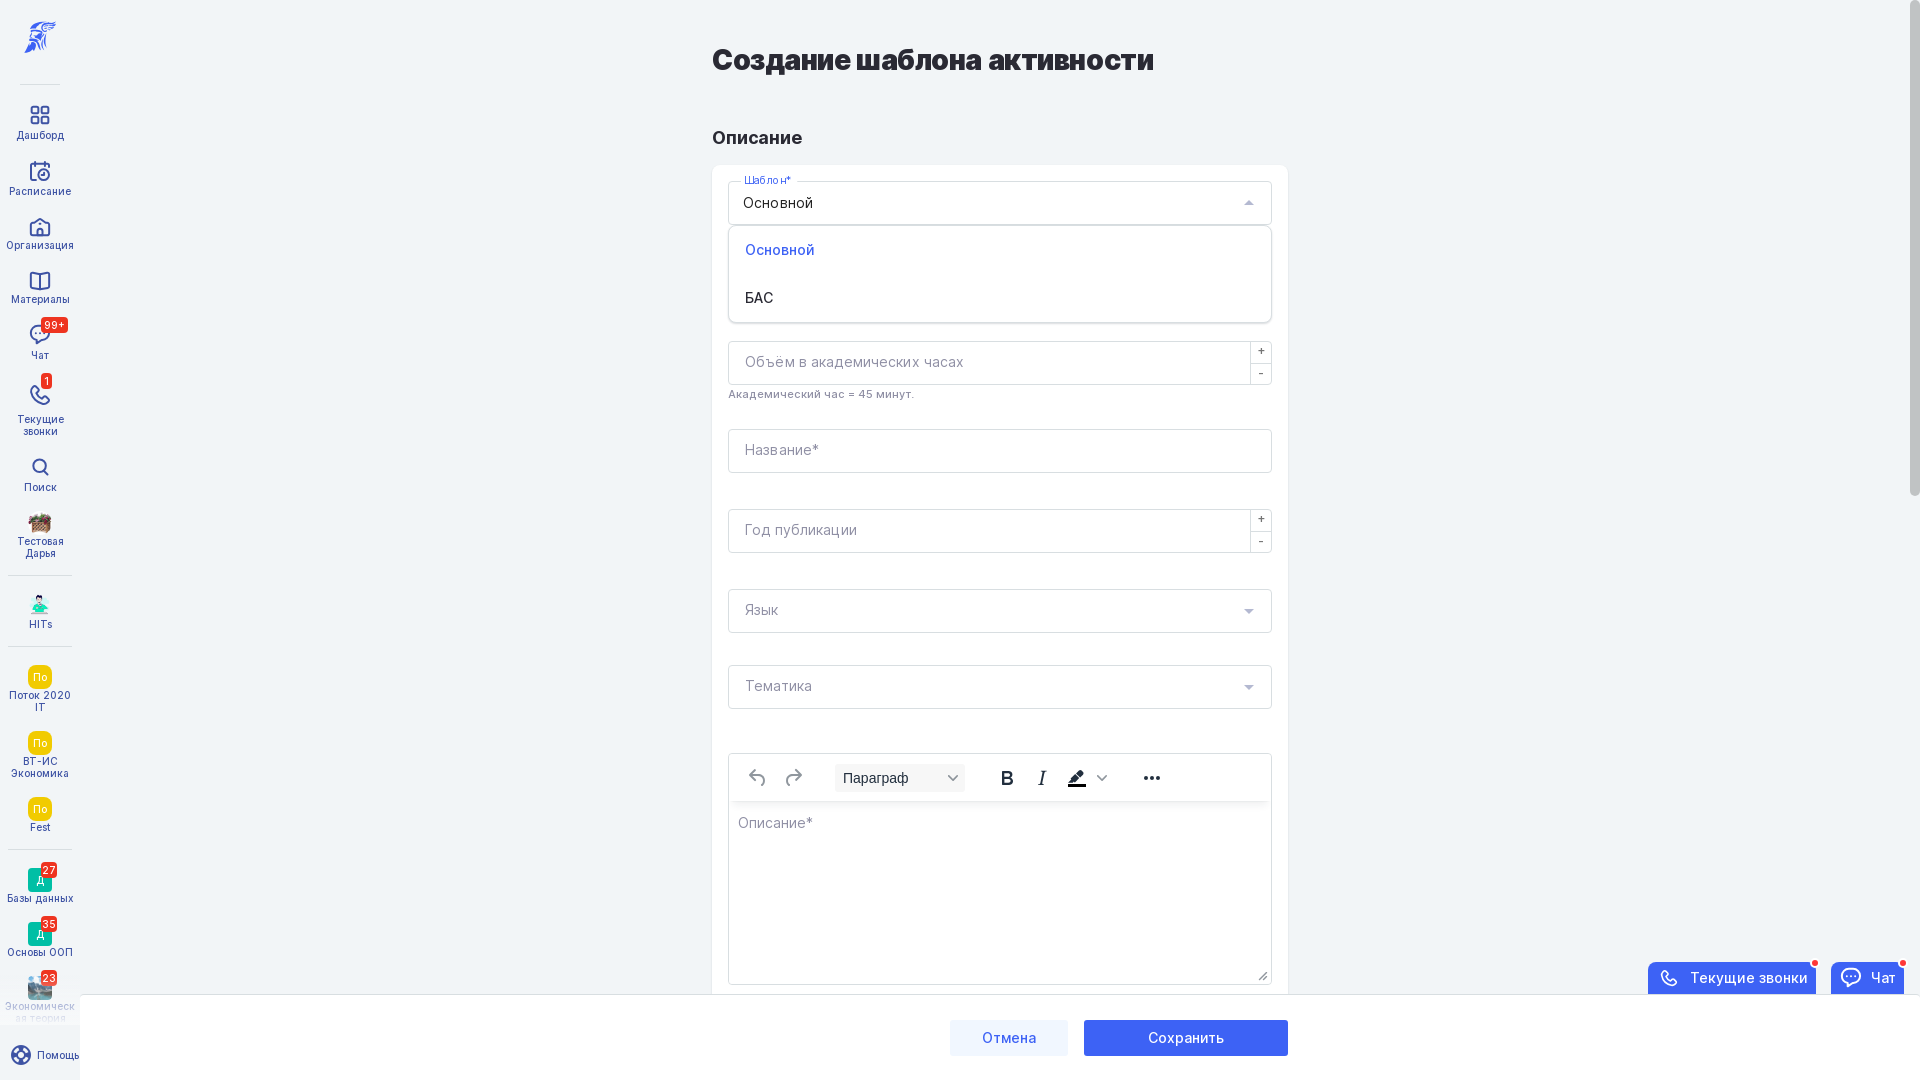 Создание шаблона активности
Описание
Шаблон*
Основной
Основной
БАС
Объём в академических часах
+
-
Академический час = 45 минут.
Название*
Год публикации
+
-
Язык
Тематика
Параграф
B
I
Описание*
Отмена
Сохранить
Текущие звонки
Чат
Дашборд
Расписание
Организация
Материалы
99+
Чат
1
Текущие
звонки
Поиск
Тестовая
Дарья
HITs
По
Поток 2020
IT
По
ВТ-ИС
Экономика
По
Fest
27
Д
Базы данных
35
Д
Основы ООП
23
Экономическ
ая теория
Помощь